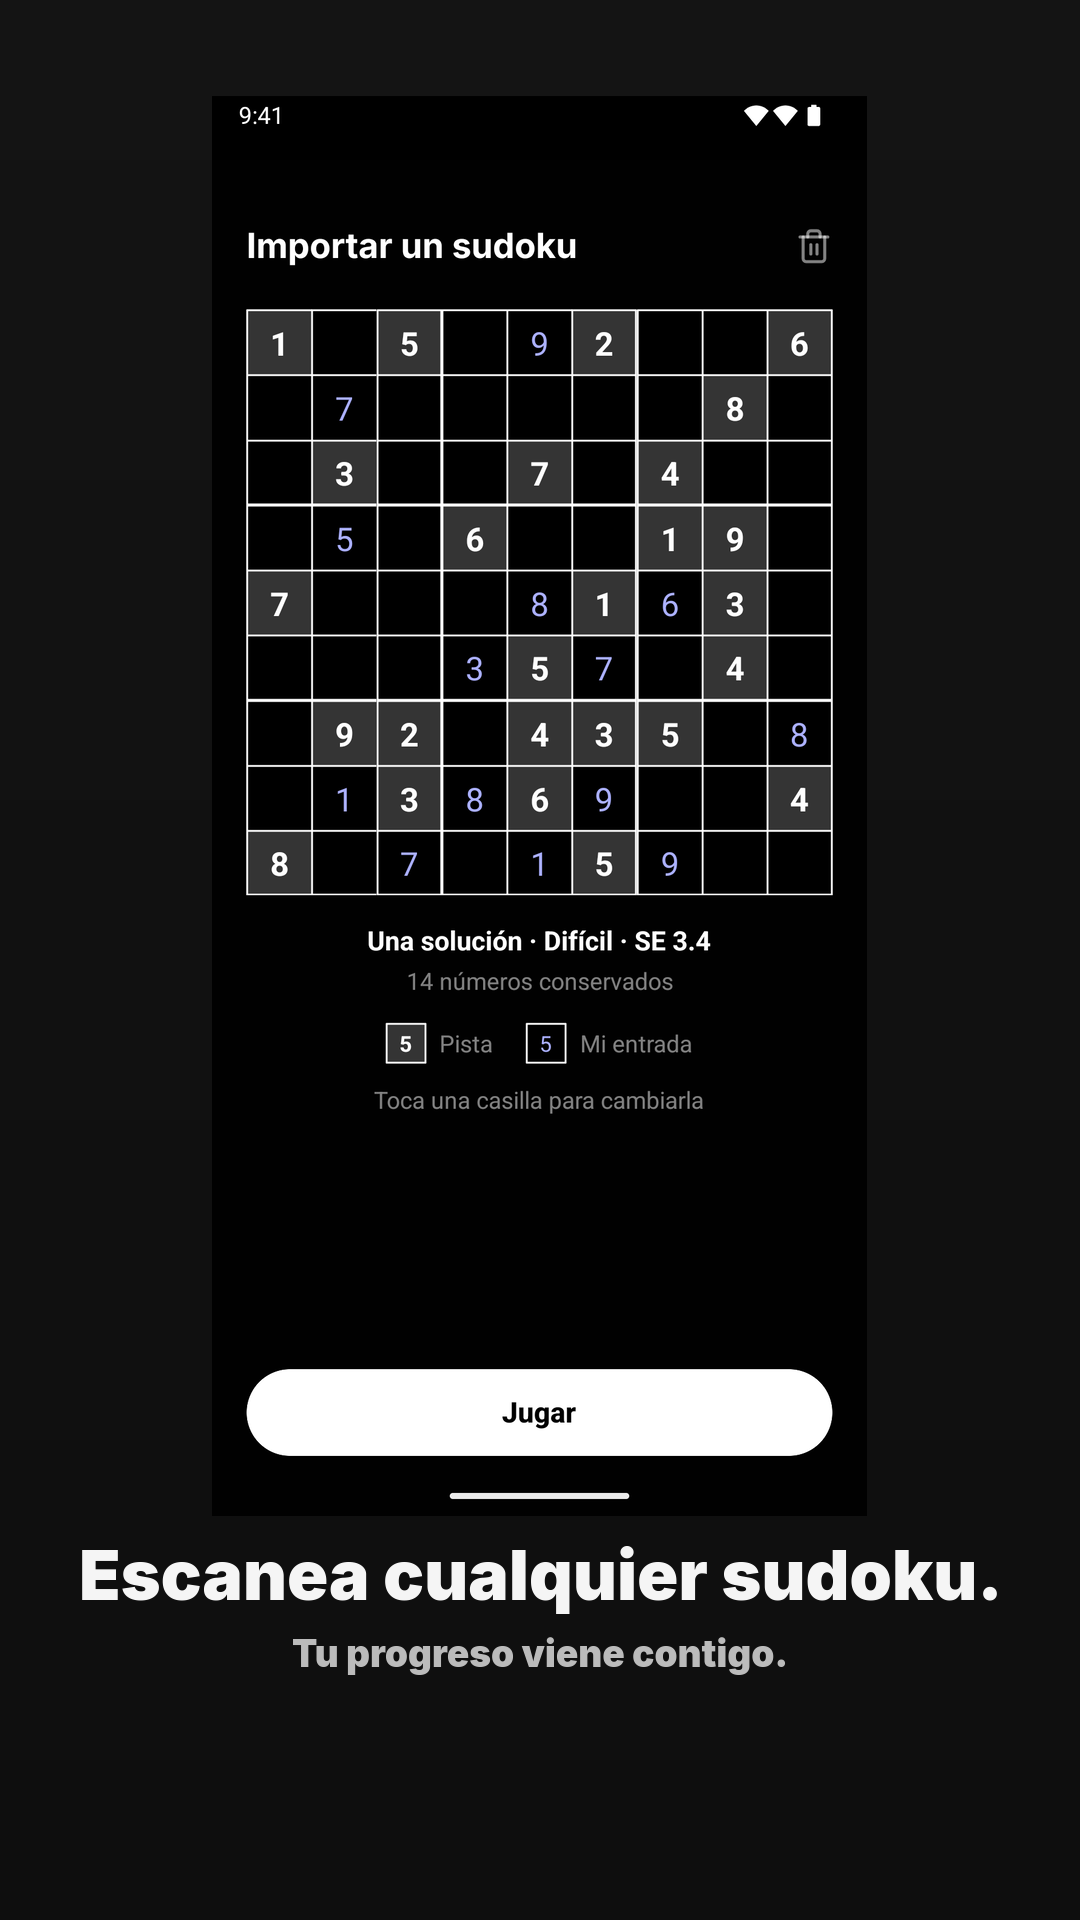 9:41
Importar un sudoku
1 5 9 2 6
7 8
3 7 4
5 6 1 9
7 8 1 6 3
3 5 7 4
9 2 4 3 5 8
1 3 8 6 9 4
8 7 1 5 9
Una solución · Difícil · SE 3.4
14 números conservados
5 Pista 5 Mi entrada
Toca una casilla para cambiarla
Jugar
Escanea cualquier sudoku.
Tu progreso viene contigo.